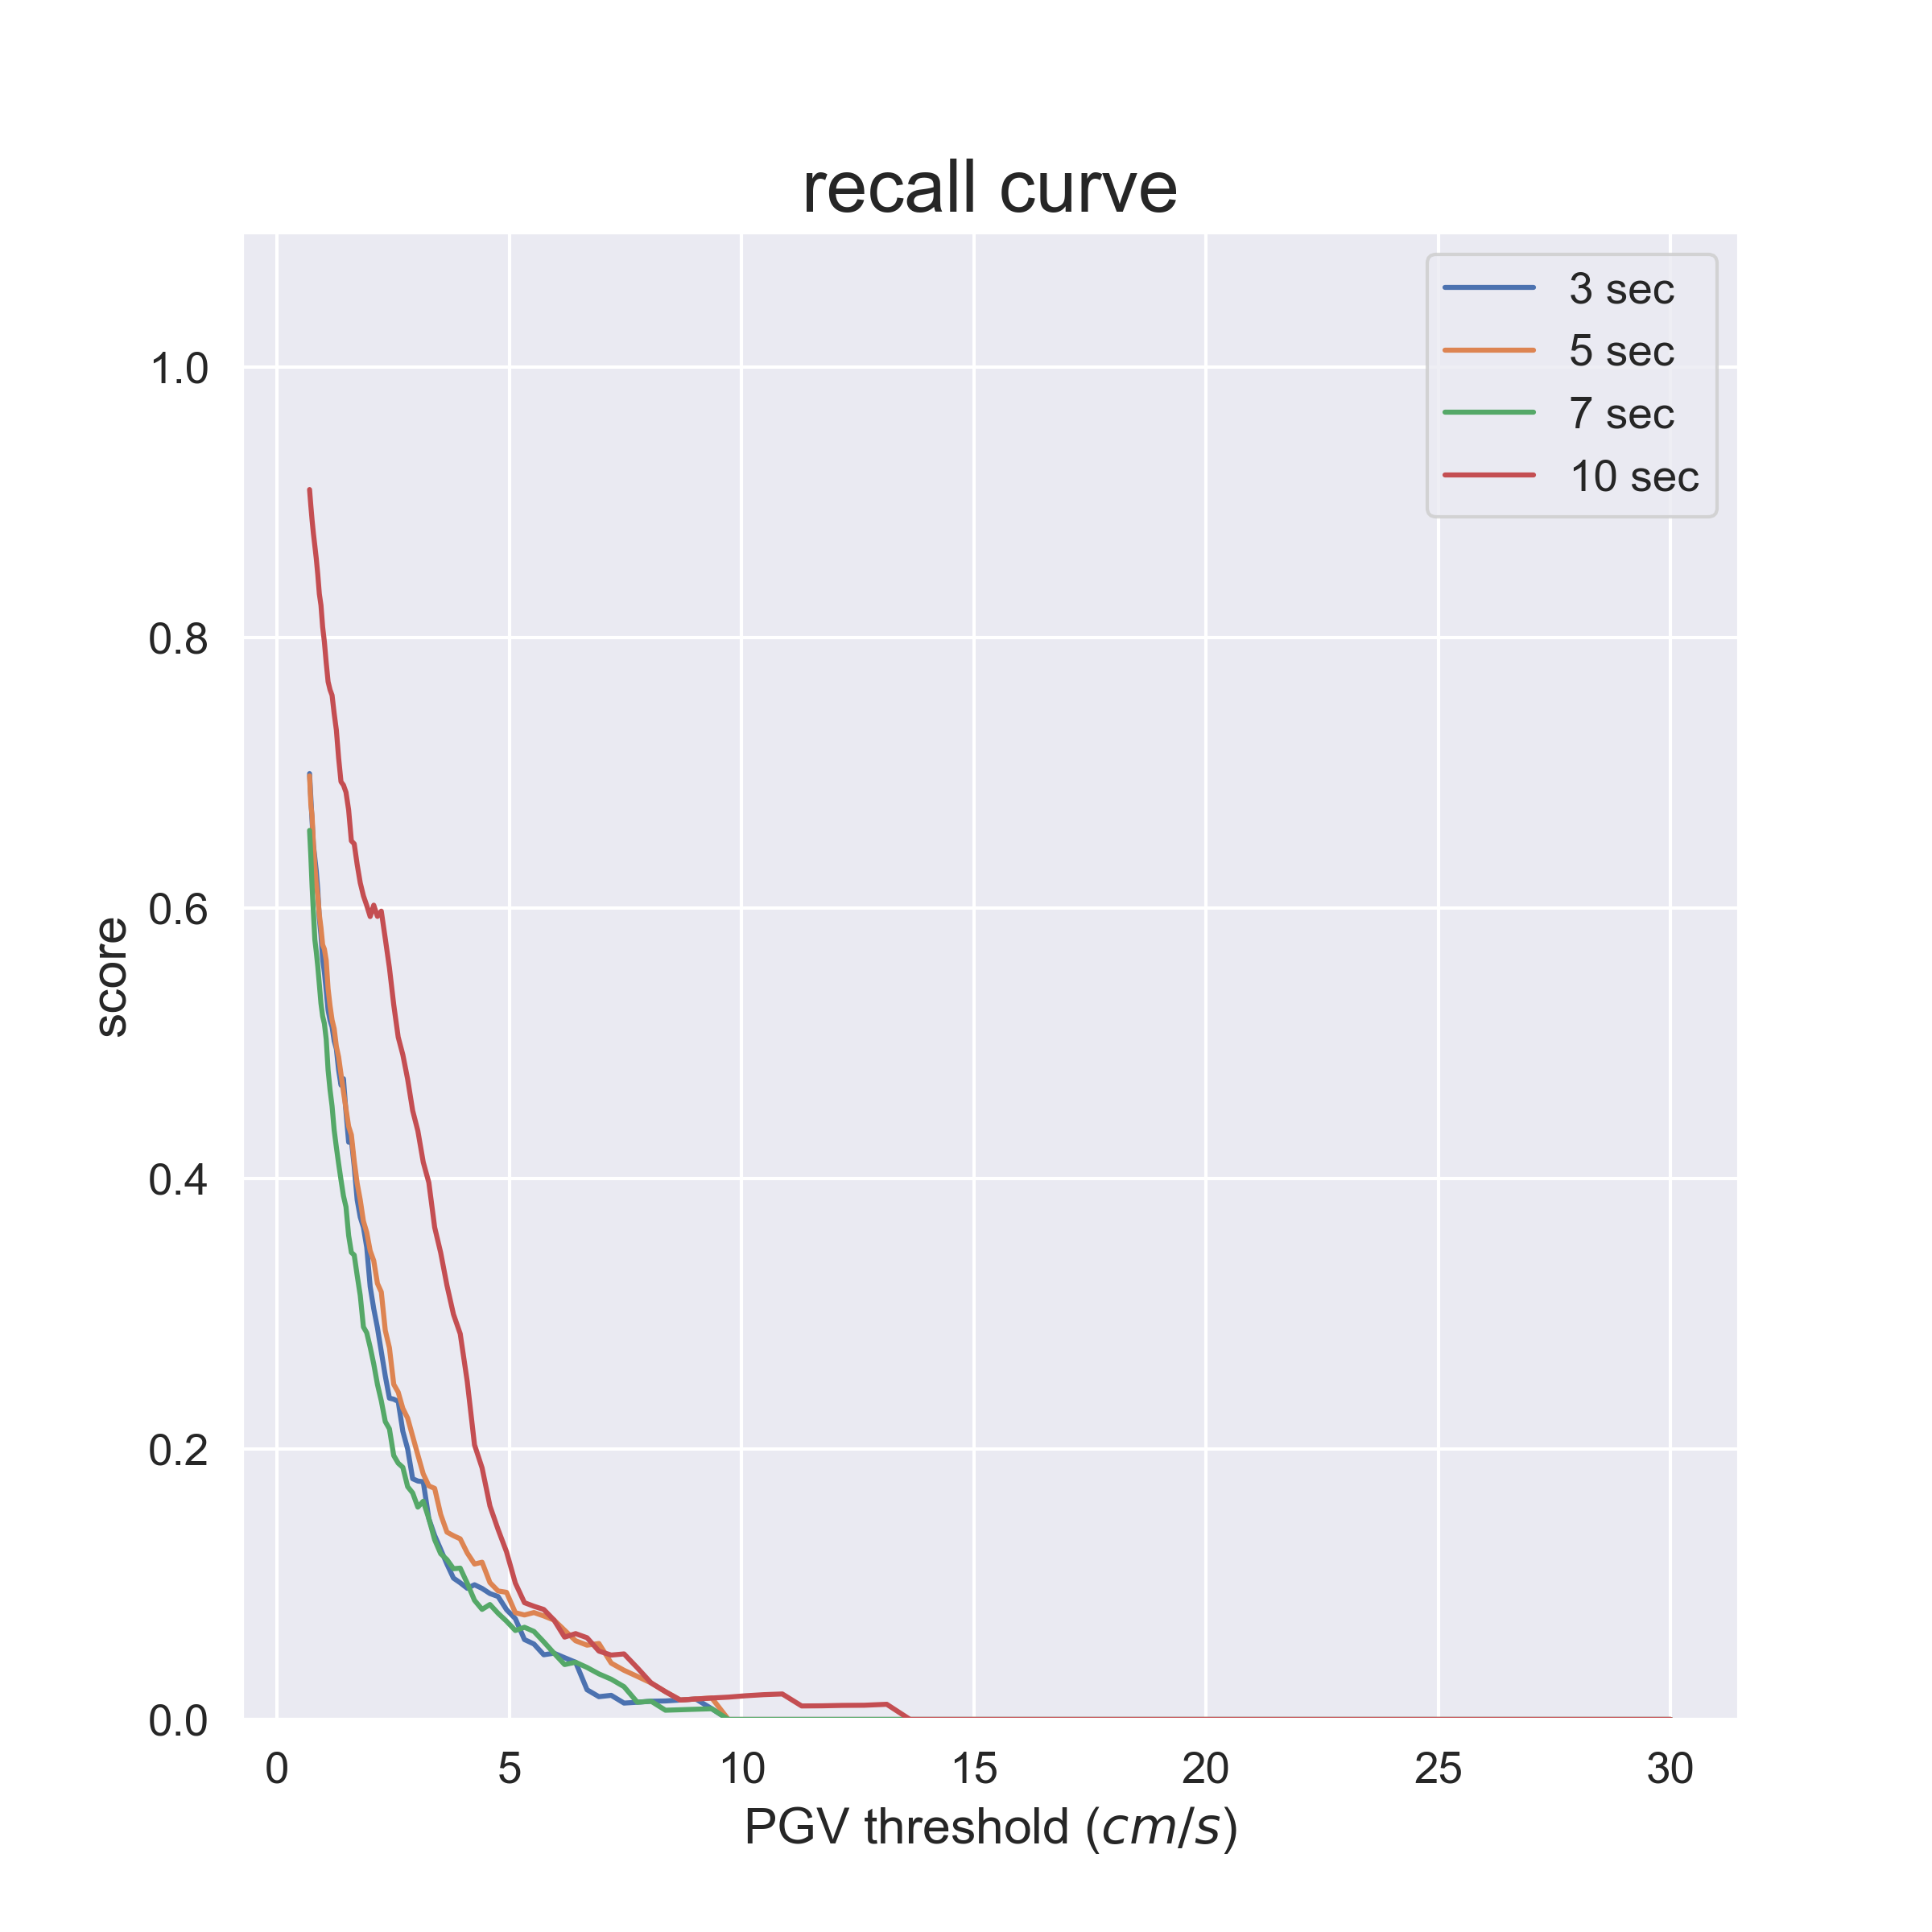 recall curve
3 sec
5 sec
7 sec
10 sec
1.0
0.8
0.6
0.4
0.2
0.0
score
0 5 10 15 20 25 30
PGV threshold (cm/s)